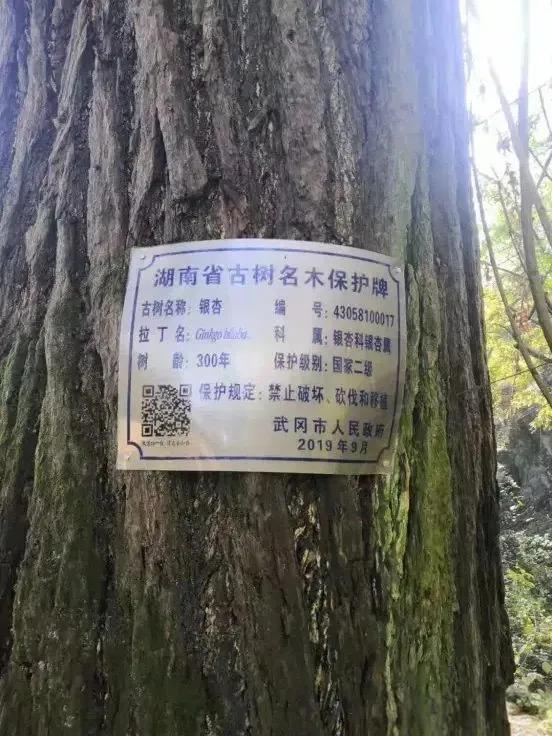 湖南省古树名木保护牌
古树名称：银杏 编 号：43058100017
拉 丁 名：Ginkgo biloba 科 属：银杏科银杏属
树 龄：300年 保护级别：国家二级
保护规定：禁止破坏、砍伐和移植
武冈市人民政府
2019年9月